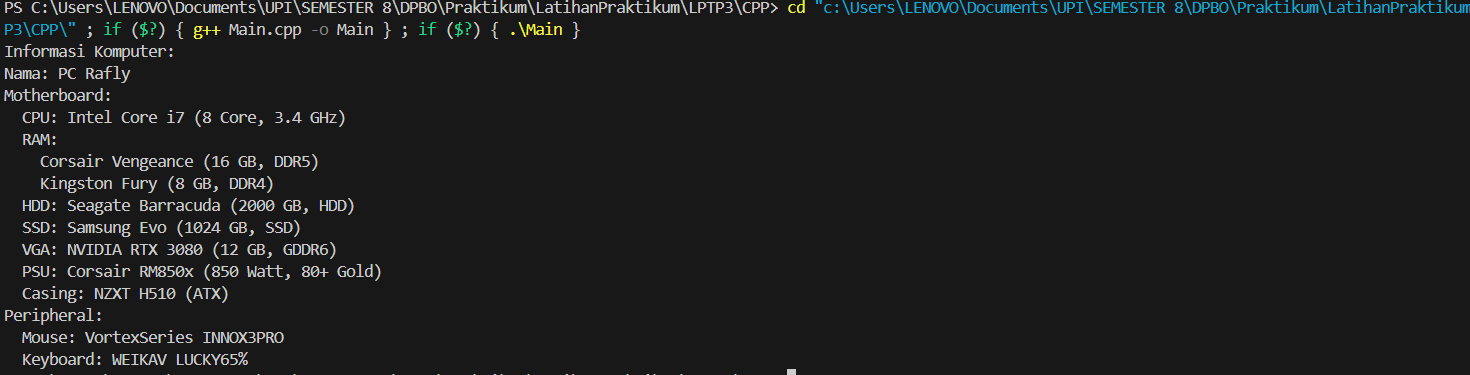 PS C:\Users\LENOVO\Documents\UPI\SEMESTER 8\DPBO\Praktikum\LatihanPraktikum\LPTP3\CPP> cd "c:\Users\LENOVO\Documents\UPI\SEMESTER 8\DPBO\Praktikum\LatihanPraktikum
P3\CPP\" ; if ($?) { g++ Main.cpp -o Main } ; if ($?) { .\Main }
Informasi Komputer:
Nama: PC Rafly
Motherboard:
  CPU: Intel Core i7 (8 Core, 3.4 GHz)
  RAM:
    Corsair Vengeance (16 GB, DDR5)
    Kingston Fury (8 GB, DDR4)
  HDD: Seagate Barracuda (2000 GB, HDD)
  SSD: Samsung Evo (1024 GB, SSD)
  VGA: NVIDIA RTX 3080 (12 GB, GDDR6)
  PSU: Corsair RM850x (850 Watt, 80+ Gold)
  Casing: NZXT H510 (ATX)
Peripheral:
  Mouse: VortexSeries INNOX3PRO
  Keyboard: WEIKAV LUCKY65%